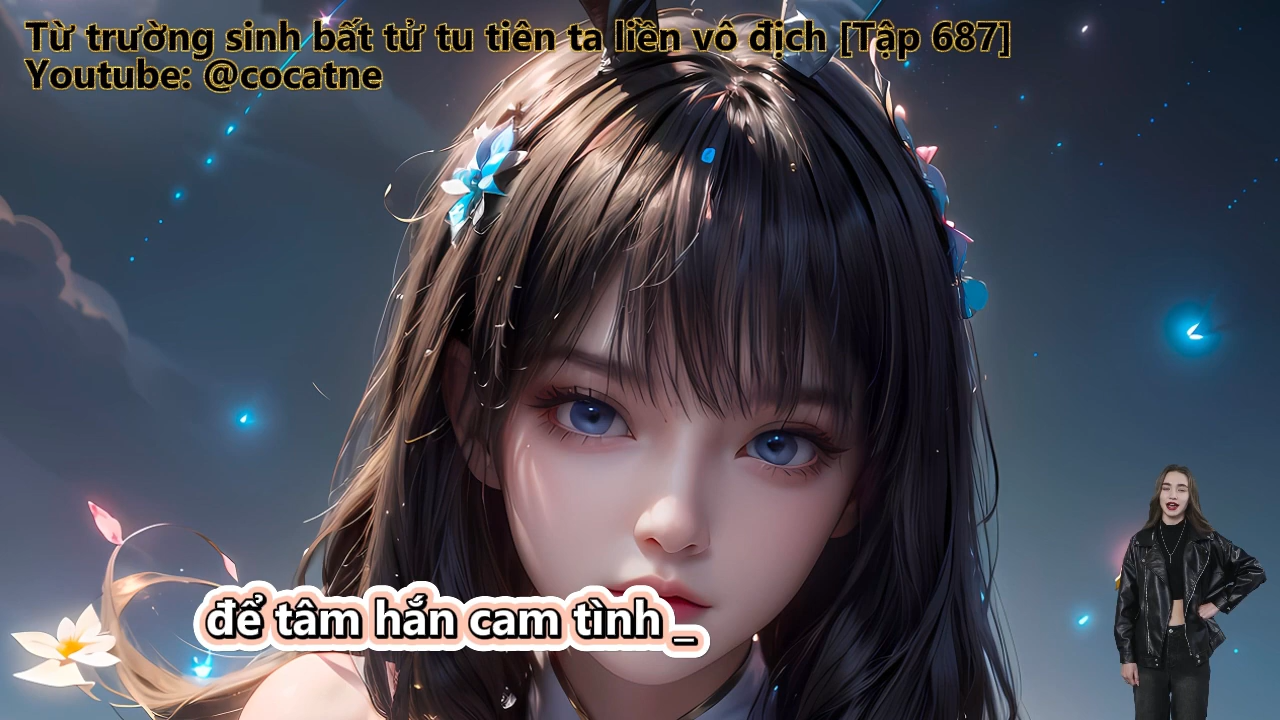 Từ trường sinh bất tử tu tiên ta liền vô địch [Tập 687]
Youtube: @cocatne
để tâm hắn cam tình _